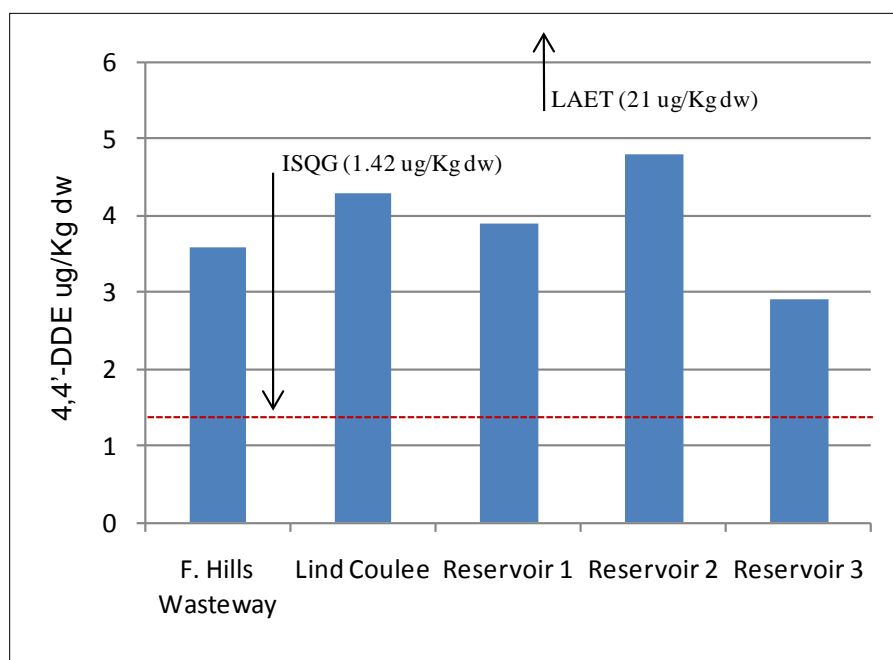 4,4'-DDE ug/Kg dw
6
5
4
3
2
1
0
LAET (21 ug/Kg dw)
ISQG (1.42 ug/Kg dw)
F. Hills
Wasteway
Lind Coulee
Reservoir 1
Reservoir 2
Reservoir 3